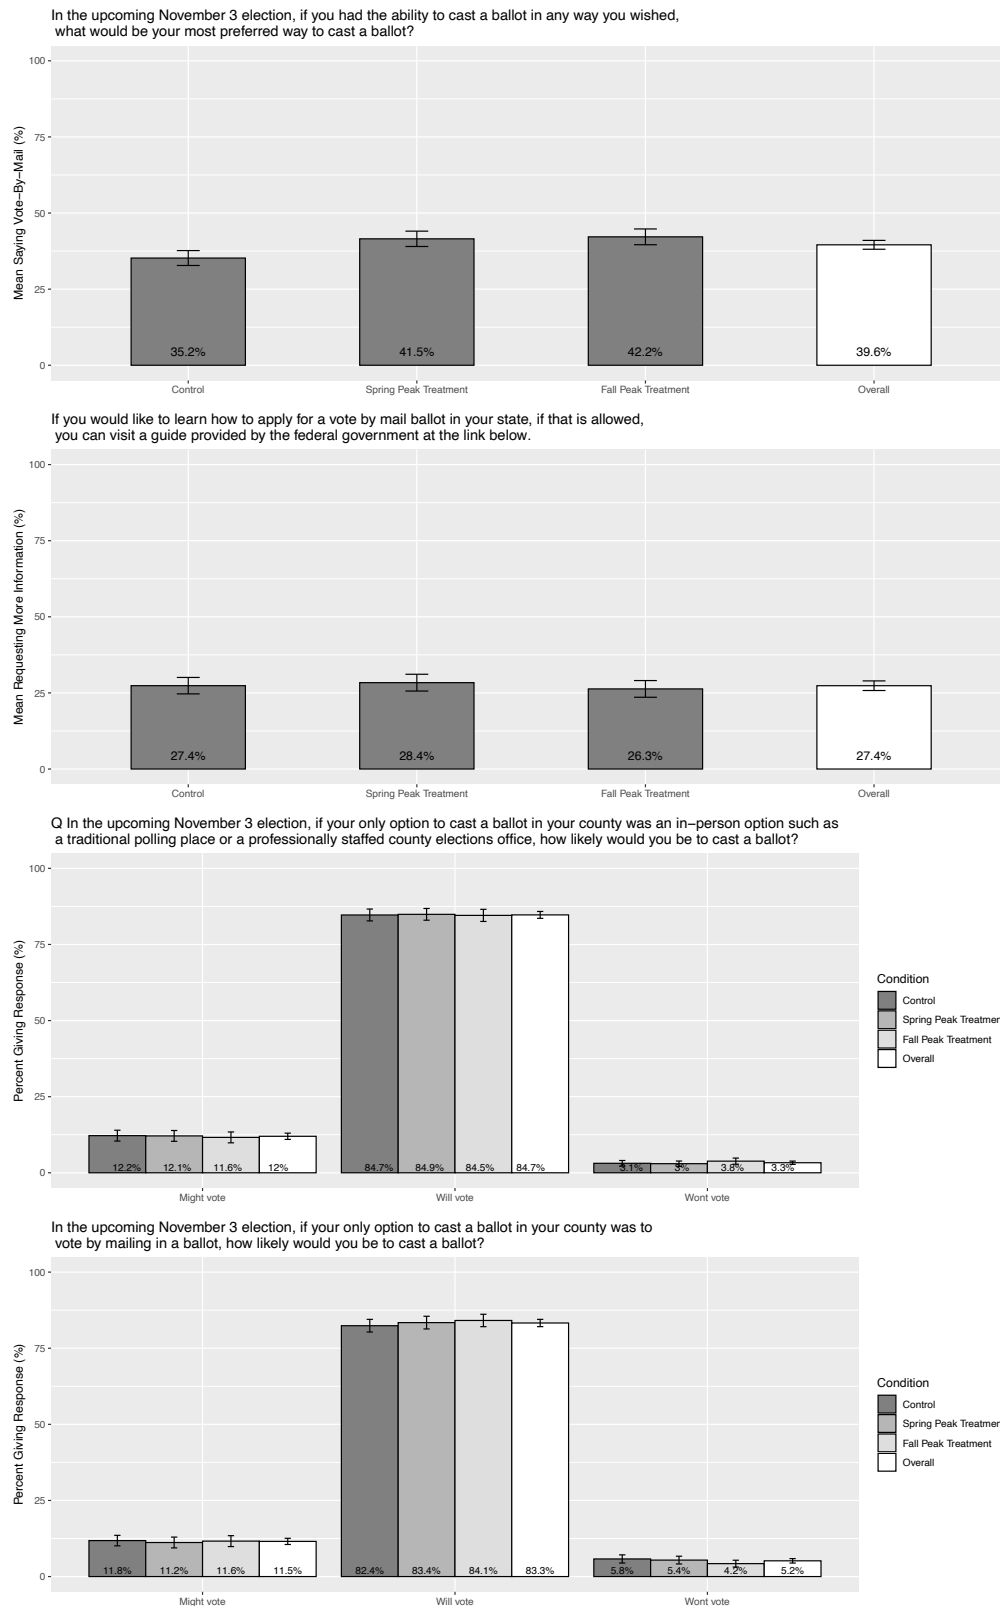 In the upcoming November 3 election, if you had the ability to cast a ballot in any way you wished,
what would be your most preferred way to cast a ballot?
Mean Saying Vote−By−Mail (%)
100
75
50
25
0
35.2%
41.5%
42.2%
39.6%
Control
Spring Peak Treatment
Fall Peak Treatment
Overall
If you would like to learn how to apply for a vote by mail ballot in your state, if that is allowed,
you can visit a guide provided by the federal government at the link below.
Mean Requesting More Information (%)
100
75
50
25
0
27.4%
28.4%
26.3%
27.4%
Control
Spring Peak Treatment
Fall Peak Treatment
Overall
Q In the upcoming November 3 election, if your only option to cast a ballot in your county was an in−person option such as
a traditional polling place or a professionally staffed county elections office, how likely would you be to cast a ballot?
Percent Giving Response (%)
100
75
50
25
0
12.2%
12.1%
11.6%
12%
84.7%
84.9%
84.5%
84.7%
3.1%
3%
3.8%
3.3%
Might vote
Will vote
Wont vote
Condition
Control
Spring Peak Treatmen
Fall Peak Treatment
Overall
In the upcoming November 3 election, if your only option to cast a ballot in your county was to
vote by mailing in a ballot, how likely would you be to cast a ballot?
Percent Giving Response (%)
100
75
50
25
0
11.8%
11.2%
11.6%
11.5%
82.4%
83.4%
84.1%
83.3%
5.8%
5.4%
4.2%
5.2%
Might vote
Will vote
Wont vote
Condition
Control
Spring Peak Treatmen
Fall Peak Treatment
Overall